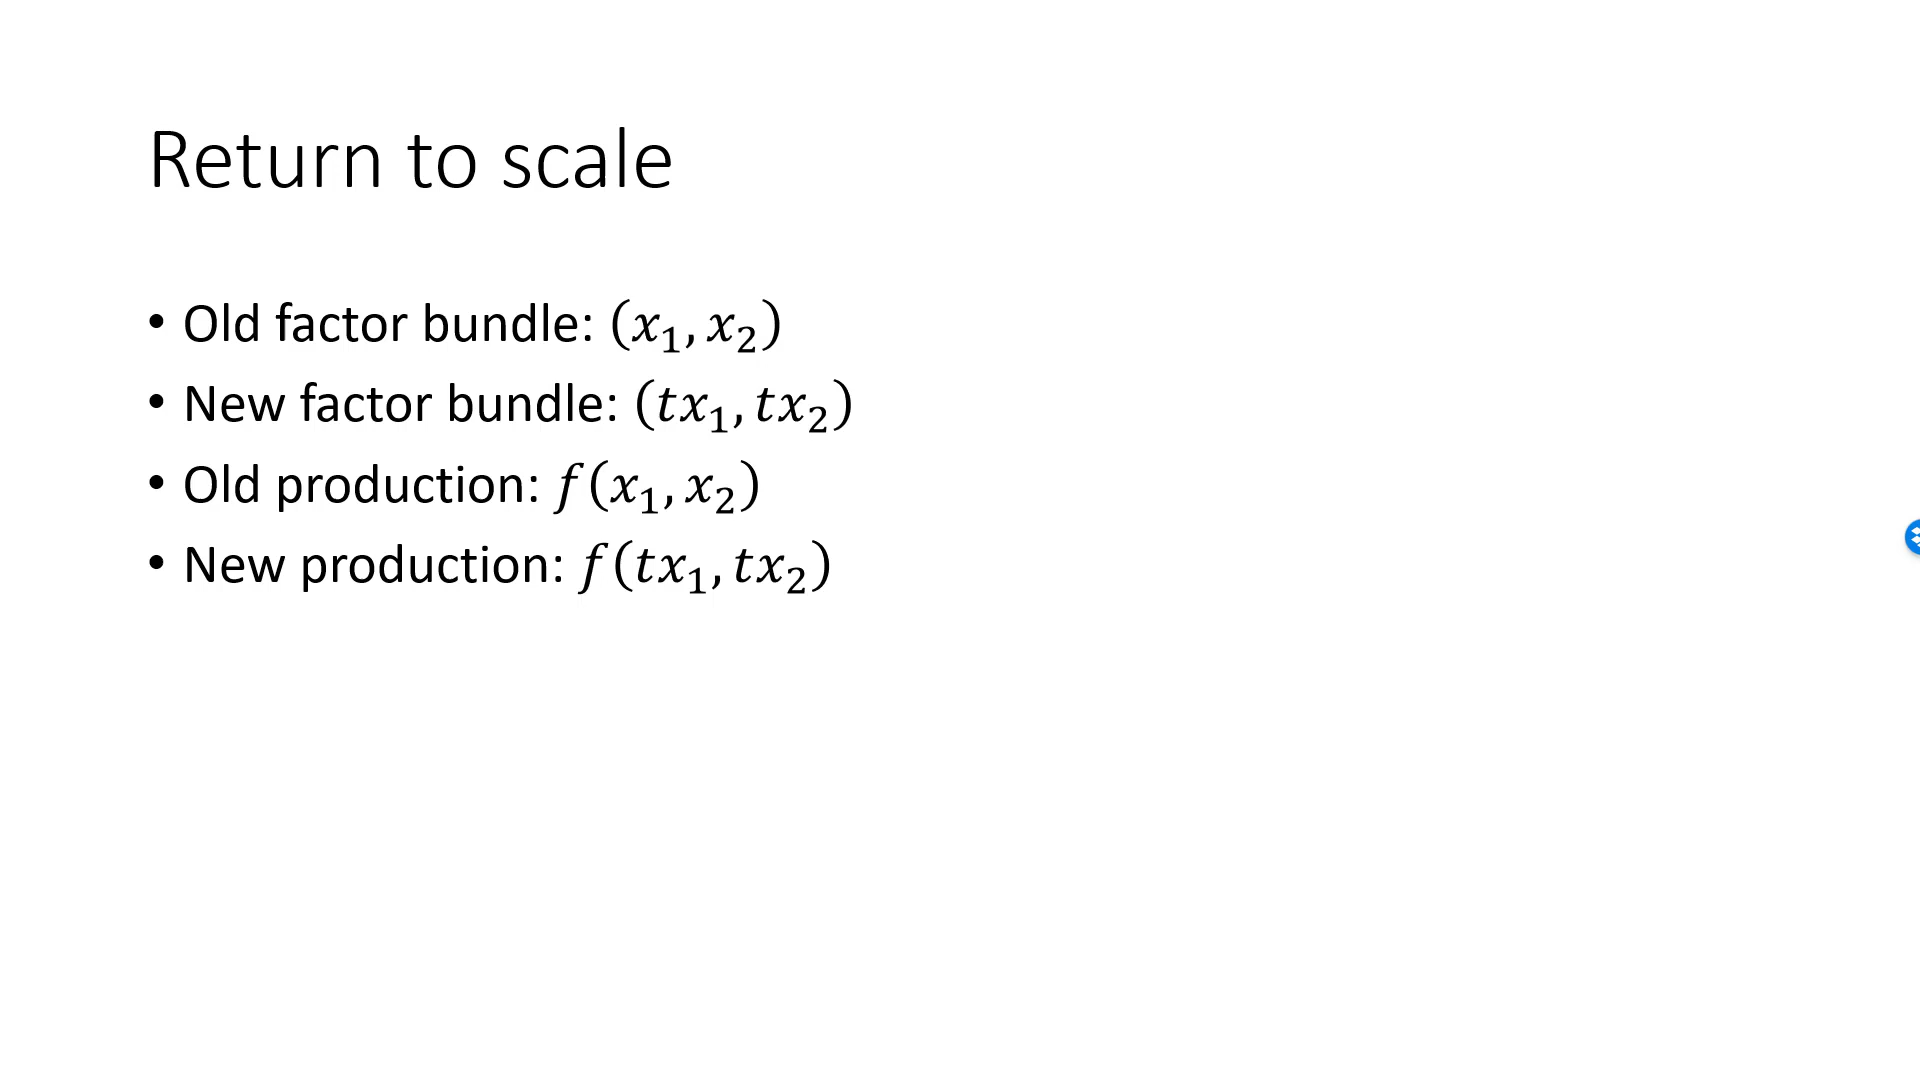 Return to scale
• Old factor bundle: (x₁, x₂)
• New factor bundle: (tx₁, tx₂)
• Old production: f(x₁, x₂)
• New production: f(tx₁, tx₂)